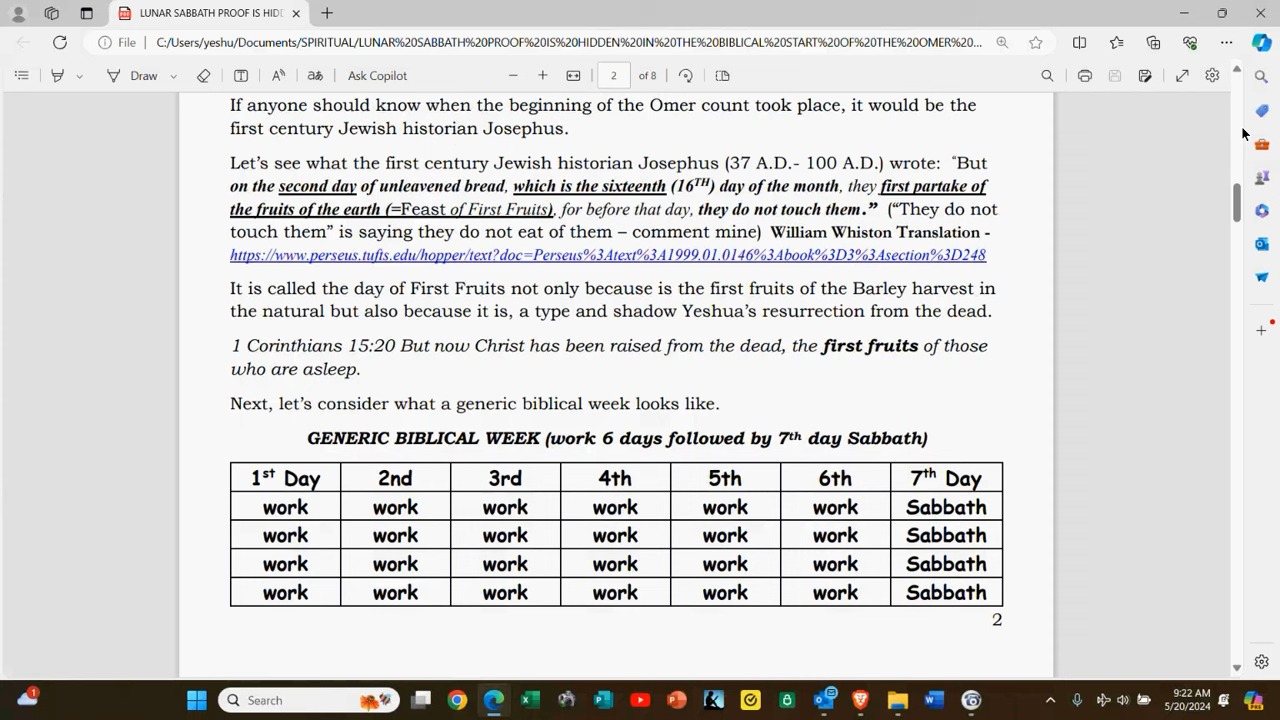 LUNAR SABBATH PROOF IS HIDD
File
C:/Users/yeshu/Documents/SPIRITUAL/LUNAR%20SABBATH%20PROOF%20IS%20HIDDEN%20IN%20THE%20BIBLICAL%20START%20OF%20THE%20OMER%20...
Draw
Ask Copilot
2 of 8
If anyone should know when the beginning of the Omer count took place, it would be the
first century Jewish historian Josephus.
Let's see what the first century Jewish historian Josephus (37 A.D.- 100 A.D.) wrote: "But
on the second day of unleavened bread, which is the sixteenth (16TH) day of the month, they first partake of
the fruits of the earth (=Feast of First Fruits), for before that day, they do not touch them." ("They do not
touch them" is saying they do not eat of them – comment mine) William Whiston Translation -
https://www.perseus.tufts.edu/hopper/text?doc=Perseus%3Atext%3A1999.01.0146%3Abook%3D3%3Asection%3D248
It is called the day of First Fruits not only because is the first fruits of the Barley harvest in
the natural but also because it is, a type and shadow Yeshua's resurrection from the dead.
1 Corinthians 15:20 But now Christ has been raised from the dead, the first fruits of those
who are asleep.
Next, let's consider what a generic biblical week looks like.
GENERIC BIBLICAL WEEK (work 6 days followed by 7th day Sabbath)
1st Day 2nd 3rd 4th 5th 6th 7th Day
work work work work work work Sabbath
work work work work work work Sabbath
work work work work work work Sabbath
work work work work work work Sabbath
2
1
Search
9:22 AM
5/20/2024